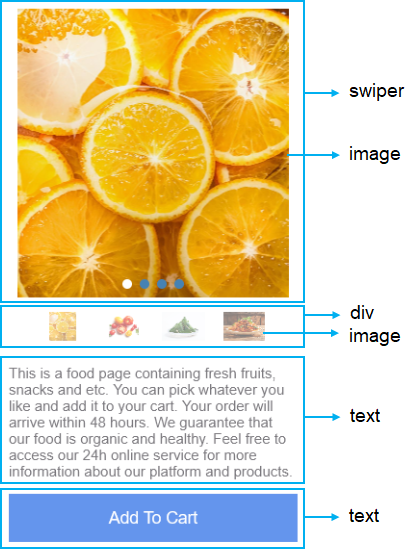 swiper
image
div
image
This is a food page containing fresh fruits,
snacks and etc. You can pick whatever you
like and add it to your cart. Your order will
arrive within 48 hours. We guarantee that
our food is organic and healthy. Feel free to
access our 24h online service for more
information about our platform and products.
text
Add To Cart
text